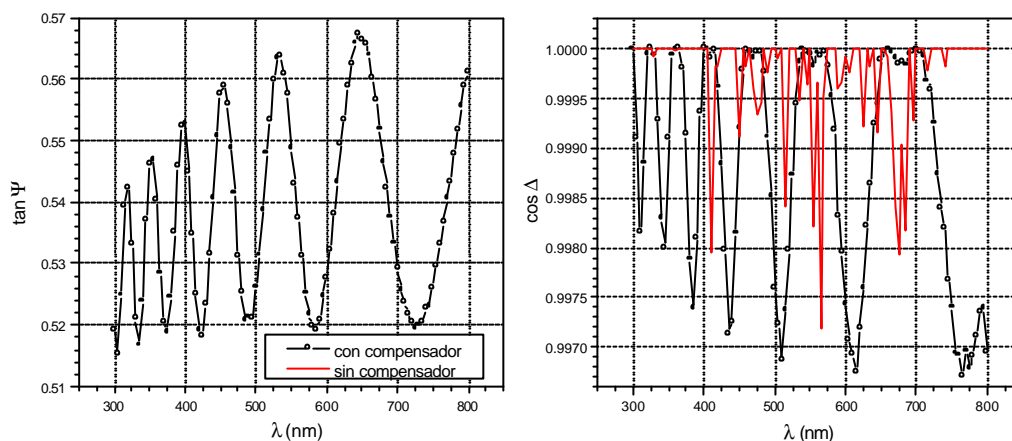 0.57
0.56
0.55
0.54
0.53
0.52
0.51
tan Ψ
300 400 500 600 700 800
λ (nm)
con compensador
sin compensador
1.0000
0.9995
0.9990
0.9985
0.9980
0.9975
0.9970
cos Δ
300 400 500 600 700 800
λ (nm)